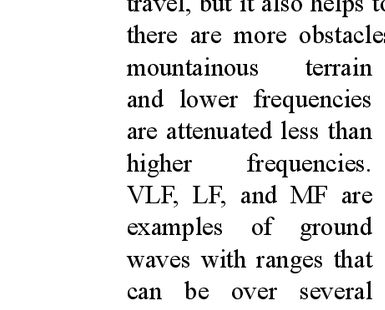 travel, but it also helps to
there are more obstacles
mountainous terrain
and lower frequencies
are attenuated less than
higher frequencies.
VLF, LF, and MF are
examples of ground
waves with ranges that
can be over several